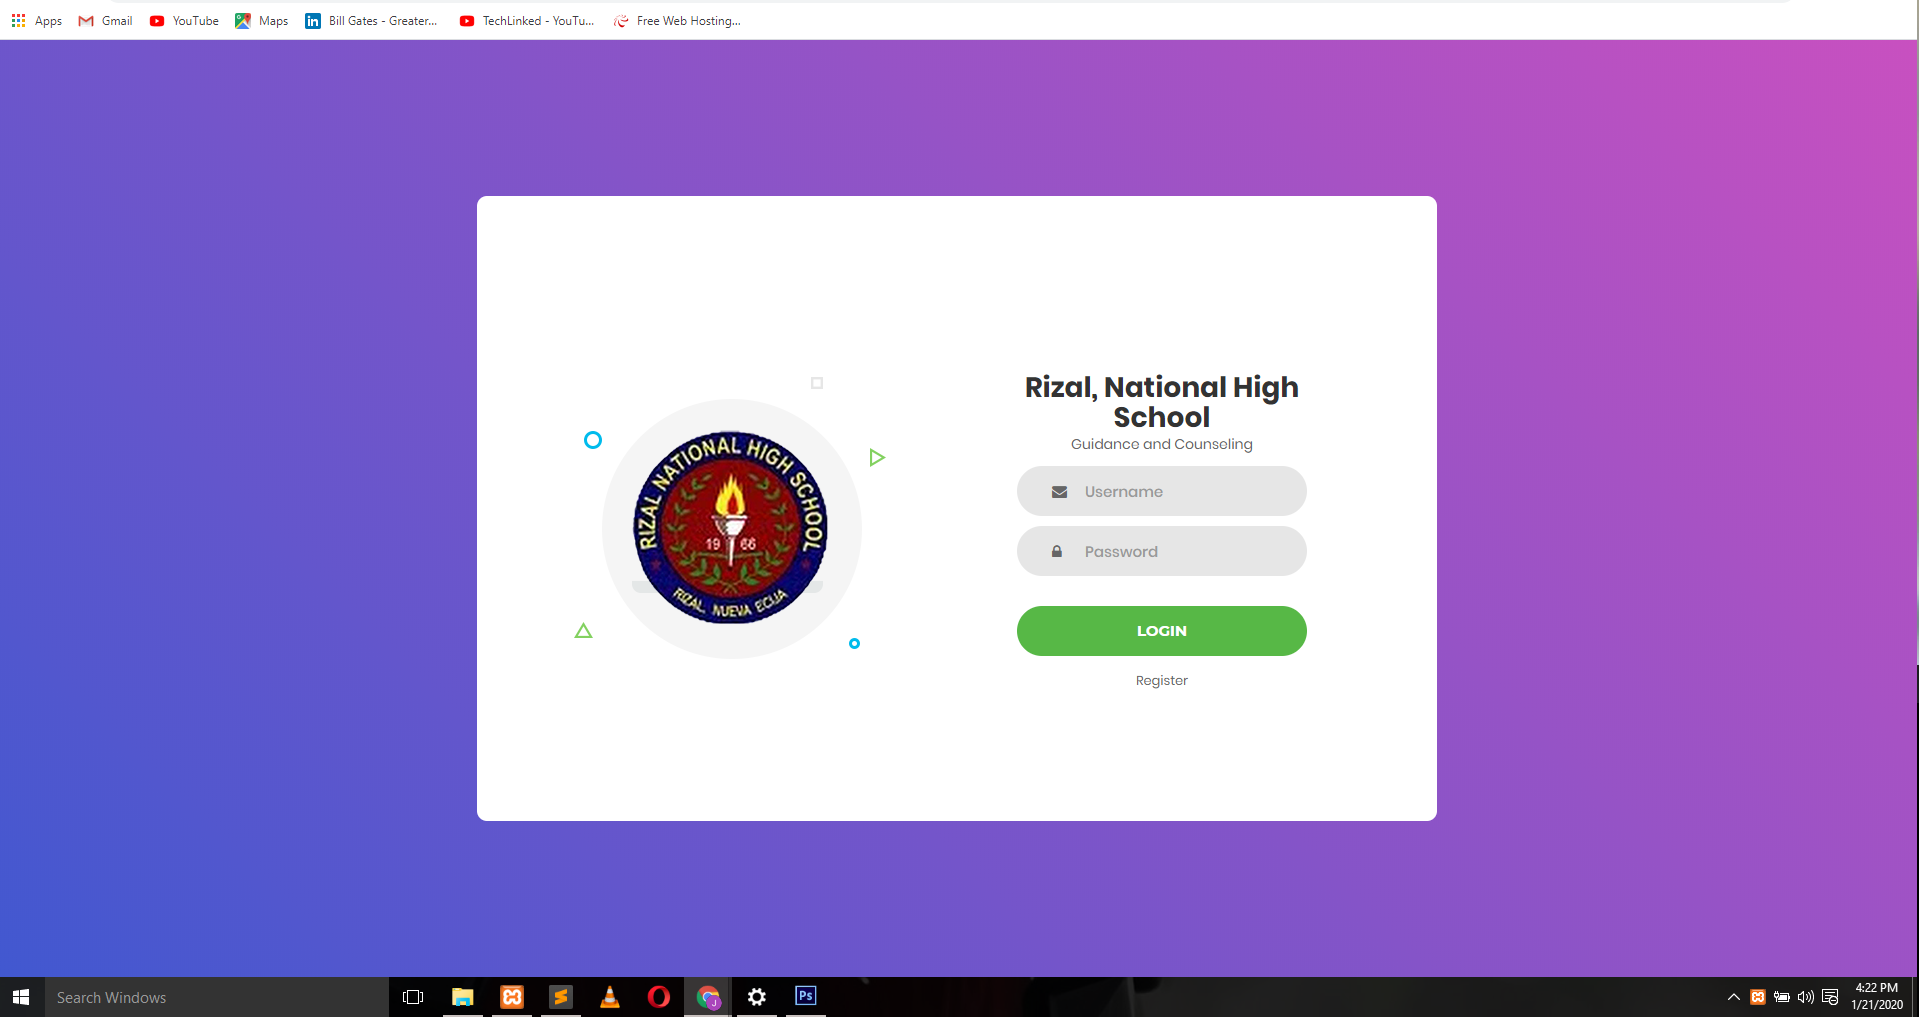 Apps Gmail YouTube Maps Bill Gates - Greater... TechLinked - YouTu... Free Web Hosting...
Rizal, National High
School
Guidance and Counseling
Username
Password
LOGIN
Register
RIZAL NATIONAL HIGH SCHOOL
19 66
RIZAL, NUEVA ECIJA
Search Windows
Ps
J
4:22 PM
1/21/2020